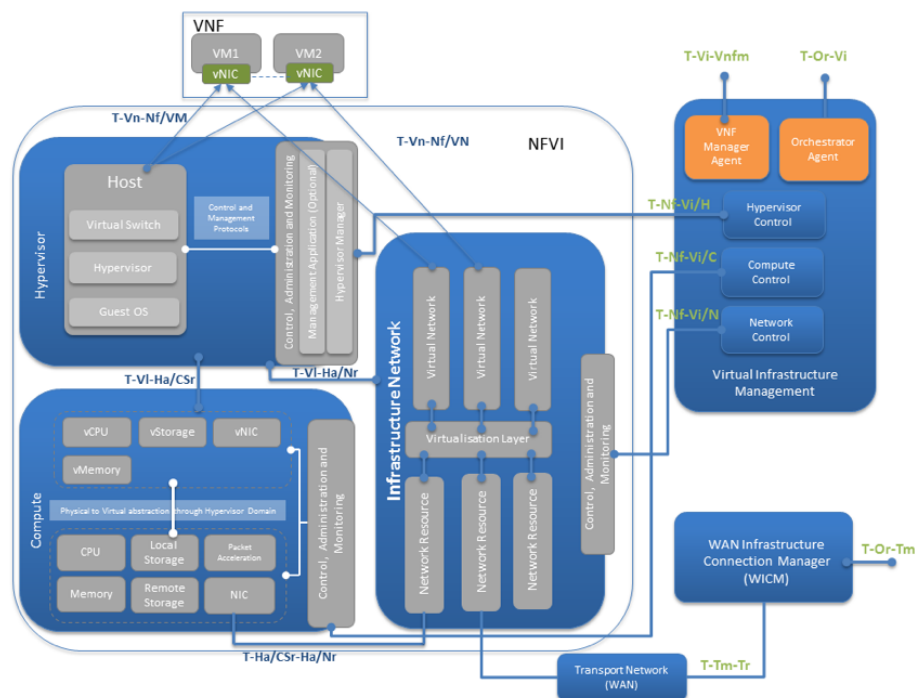 VNF
VM1
VM2
vNIC
vNIC
T-Vn-Nf/VM
T-Vn-Nf/VN
NFVI
Hypervisor
Host
Virtual Switch
Hypervisor
Guest OS
Control and
Management
Protocols
Control, Administration and Monitoring
Management Application (Optional)
Hypervisor Manager
T-Vl-Ha/CSr
T-Vl-Ha/Nr
Compute
vCPU
vStorage
vNIC
vMemory
Physical to Virtual abstraction through Hypervisor Domain
CPU
Local
Storage
Packet
Acceleration
Memory
Remote
Storage
NIC
Control, Administration and
Monitoring
T-Ha/CSr-Ha/Nr
Infrastructure Network
Virtual Network
Virtual Network
Virtual Network
Virtualisation Layer
Network Resource
Network Resource
Network Resource
Control, Administration and
Monitoring
T-Vi-Vnfm
T-Or-Vi
VNF
Manager
Agent
Orchestrator
Agent
T-Nf-Vi/H
Hypervisor
Control
T-Nf-Vi/C
Compute
Control
T-Nf-Vi/N
Network
Control
Virtual Infrastructure
Management
WAN Infrastructure
Connection Manager
(WICM)
T-Or-Tm
Transport Network
(WAN)
T-Tm-Tr